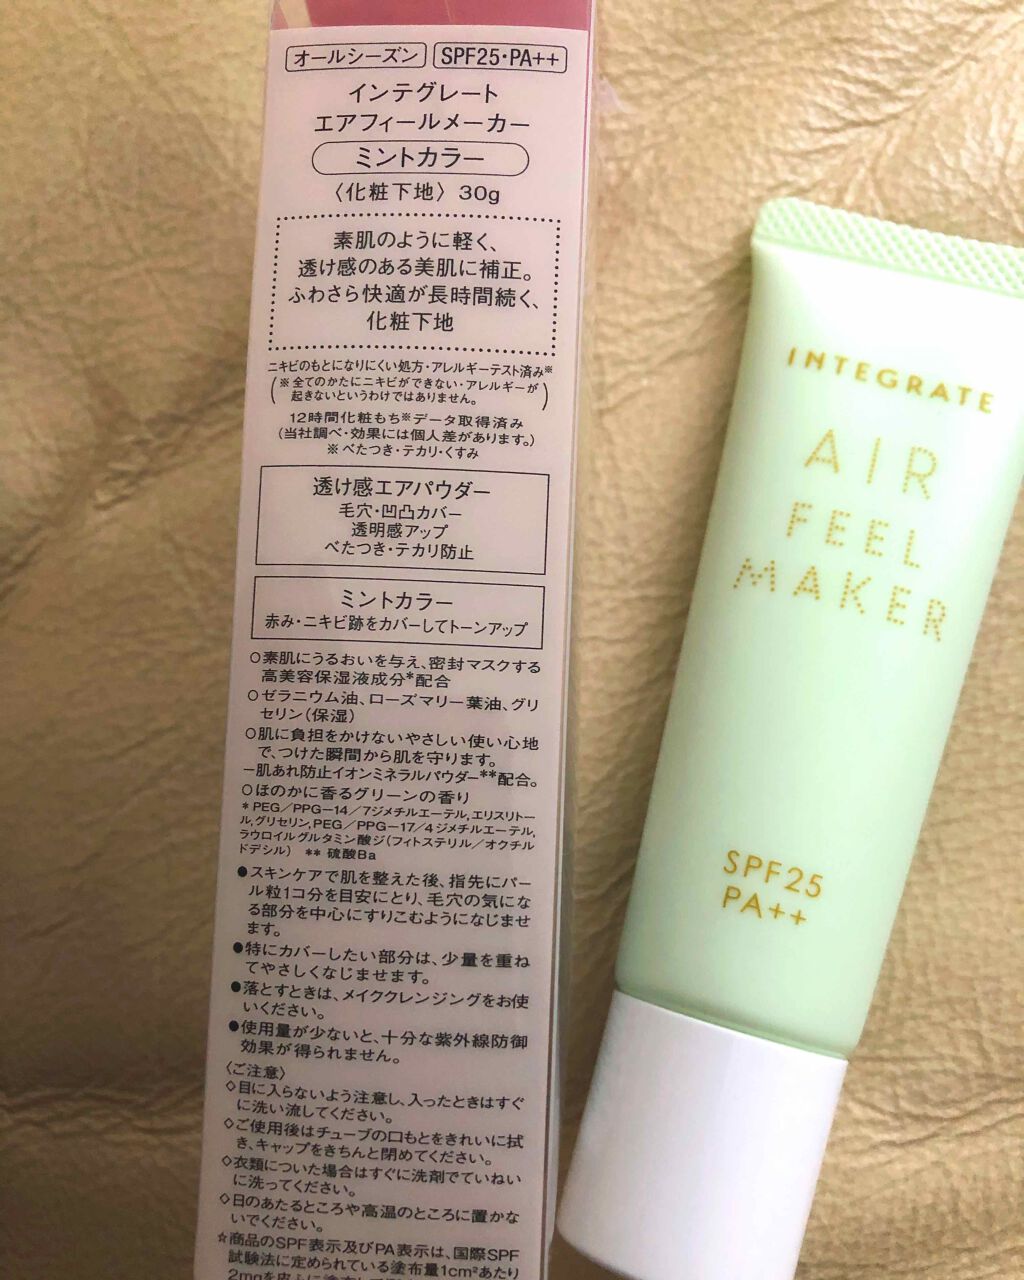 オールシーズン SPF25・PA++
インテグレート
エアフィールメーカー
ミントカラー
〈化粧下地〉 30g
素肌のように軽く、
透け感のある美肌に補正。
ふわさら快適が長時間続く、
化粧下地
ニキビのもとになりにくい処方・アレルギーテスト済み※
(※全てのかたにニキビができない・アレルギーが
起きないというわけではありません。)
12時間化粧もち※データ取得済み
(当社調べ・効果には個人差があります。)
※べたつき・テカリ・くすみ
透け感エアパウダー
毛穴・凹凸カバー
透明感アップ
べたつき・テカリ防止
ミントカラー
赤み・ニキビ跡をカバーしてトーンアップ
○素肌にうるおいを与え、密封マスクする
高美容保湿液成分*配合
○ゼラニウム油、ローズマリー葉油、グリ
セリン(保湿)
○肌に負担をかけないやさしい使い心地
で、つけた瞬間から肌を守ります。
−肌あれ防止イオンミネラルパウダー**配合。
○ほのかに香るグリーンの香り
* PEG/PPG−14/7ジメチルエーテル,エリスリトー
ル,グリセリン,PEG/PPG−17/4ジメチルエーテル,
ラウロイルグルタミン酸ジ(フィトステリル/オクチル
ドデシル) ** 硫酸Ba
●スキンケアで肌を整えた後、指先にパー
ル粒1コ分を目安にとり、毛穴の気にな
る部分を中心にすりこむようになじませ
ます。
●特にカバーしたい部分は、少量を重ね
てやさしくなじませます。
●落とすときは、メイククレンジングをお使
いください。
●使用量が少ないと、十分な紫外線防御
効果が得られません。
〈ご注意〉
◇目に入らないよう注意し、入ったときはすぐ
に洗い流してください。
◇ご使用後はチューブの口もとをきれいに拭
き、キャップをきちんと閉めてください。
◇衣類についた場合はすぐに洗剤でていねい
に洗ってください。
◇日のあたるところや高温のところに置かな
いでください。
☆商品のSPF表示及びPA表示は、国際SPF
試験法に定められている塗布量1cm²あたり
2mgを皮ふに塗布して
INTEGRATE
AIR
FEEL
MAKER
SPF25
PA++